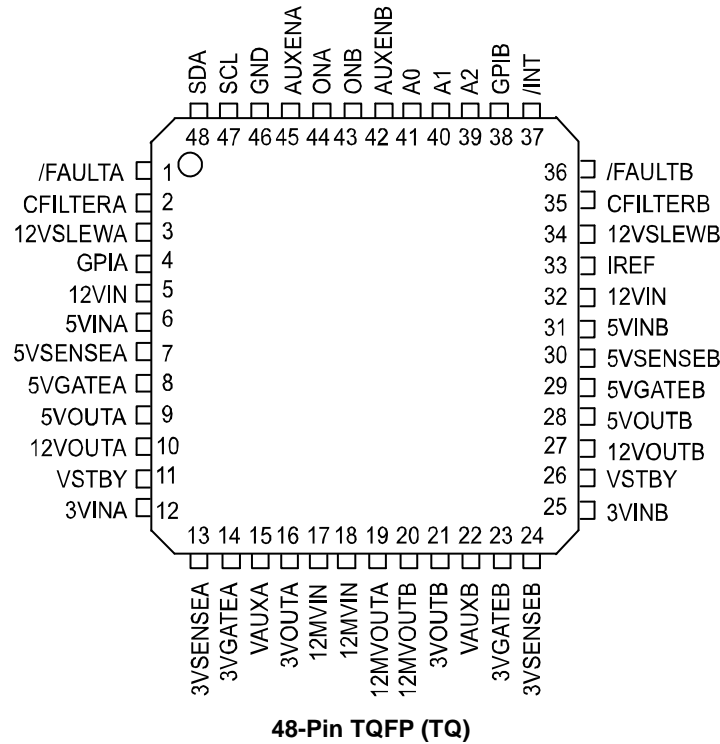 SDA
SCL
GND
AUXENA
ONA
ONB
AUXENB
A0
A1
A2
GPIB
/INT
48 47 46 45 44 43 42 41 40 39 38 37
/FAULTA 1
CFILTERA 2
12VSLEWA 3
GPIA 4
12VIN 5
5VINA 6
5VSENSEA 7
5VGATEA 8
5VOUTA 9
12VOUTA 10
VSTBY 11
3VINA 12
36 /FAULTB
35 CFILTERB
34 12VSLEWB
33 IREF
32 12VIN
31 5VINB
30 5VSENSEB
29 5VGATEB
28 5VOUTB
27 12VOUTB
26 VSTBY
25 3VINB
13 14 15 16 17 18 19 20 21 22 23 24
3VSENSEA
3VGATEA
VAUXA
3VOUTA
12MVIN
12MVIN
12MVOUTA
12MVOUTB
3VOUTB
VAUXB
3VGATEB
3VSENSEB
48-Pin TQFP (TQ)